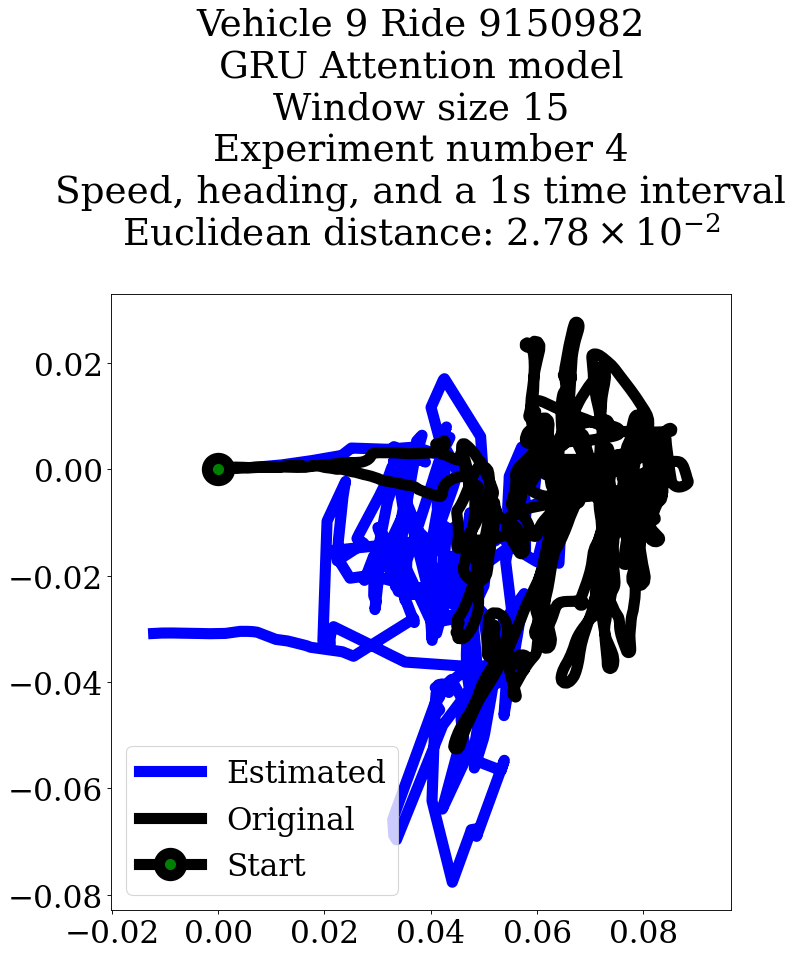 Vehicle 9 Ride 9150982
GRU Attention model
Window size 15
Experiment number 4
Speed, heading, and a 1s time interval
Euclidean distance: 2.78 × 10⁻²
0.02
0.00
−0.02
−0.04
−0.06
−0.08
Estimated
Original
Start
−0.02 0.00 0.02 0.04 0.06 0.08